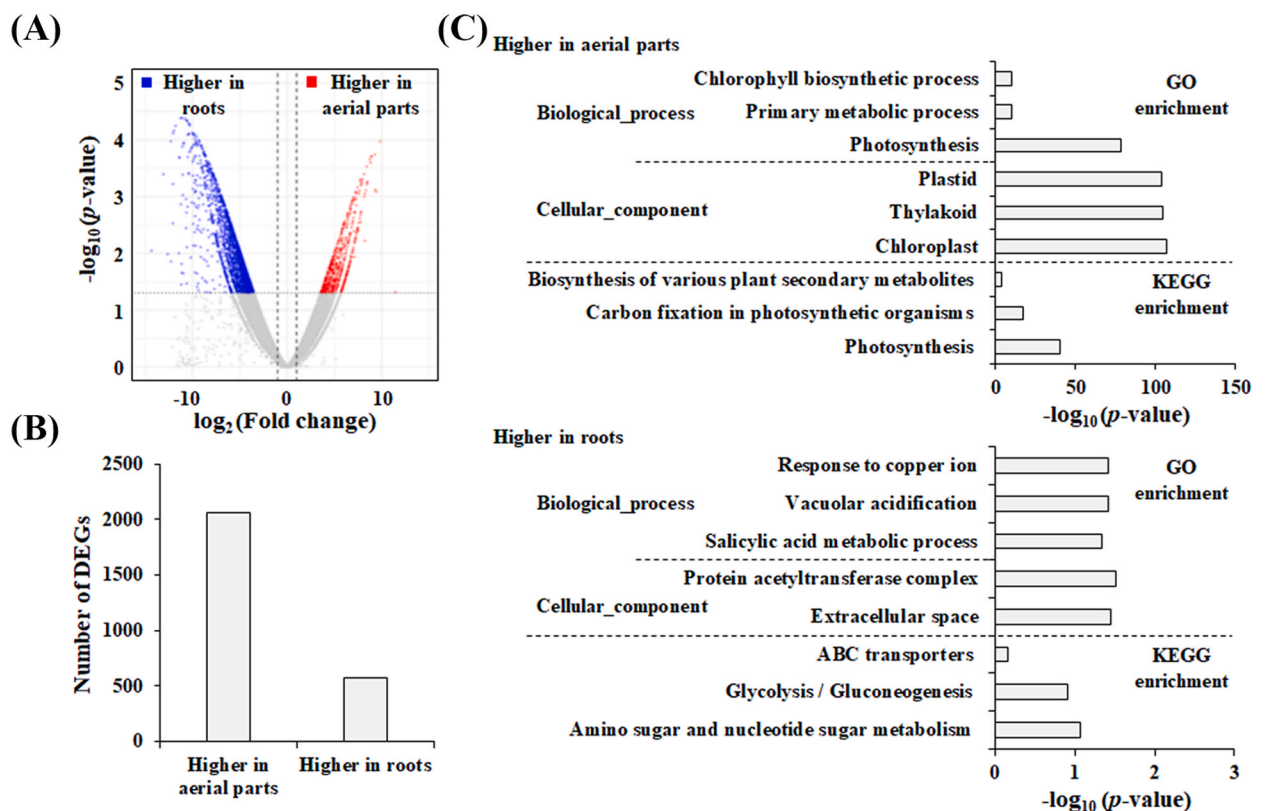 (A)
Higher in
roots
Higher in
aerial parts
5
4
3
2
1
0
-log10 (p-value)
-10 0 10
log2 (Fold change)
(B)
2500
2000
1500
1000
500
0
Number of DEGs
Higher in
aerial parts
Higher in roots
(C)
Higher in aerial parts
Biological_process
Chlorophyll biosynthetic process
Primary metabolic process
Photosynthesis
GO
enrichment
Cellular_component
Plastid
Thylakoid
Chloroplast
Biosynthesis of various plant secondary metabolites
Carbon fixation in photosynthetic organisms
Photosynthesis
KEGG
enrichment
0 50 100 150
-log10 (p-value)
Higher in roots
Biological_process
Response to copper ion
Vacuolar acidification
Salicylic acid metabolic process
GO
enrichment
Cellular_component
Protein acetyltransferase complex
Extracellular space
ABC transporters
Glycolysis / Gluconeogenesis
Amino sugar and nucleotide sugar metabolism
KEGG
enrichment
0 1 2 3
-log10 (p-value)